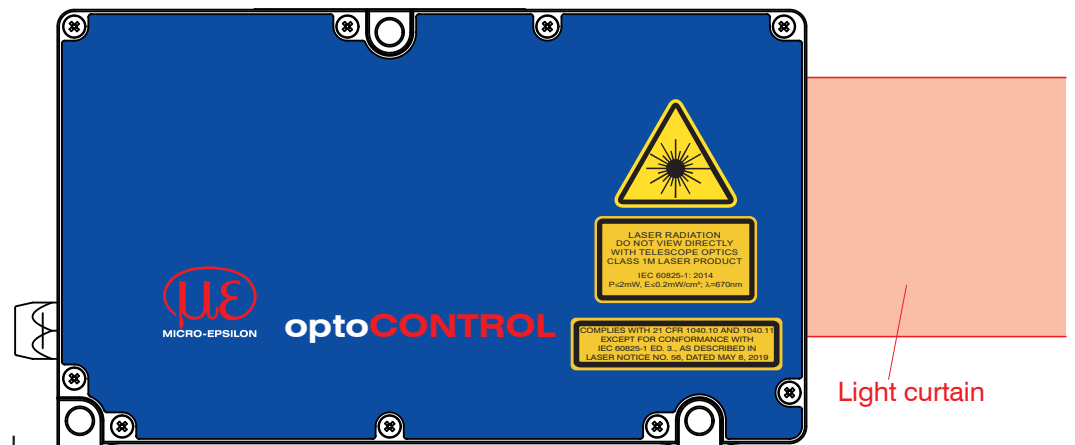 LASER RADIATION
DO NOT VIEW DIRECTLY
WITH TELESCOPE OPTICS
CLASS 1M LASER PRODUCT
IEC 60825-1: 2014
P≤2mW, E≤0.2mW/cm²; λ=670nm
µε
MICRO-EPSILON
optoCONTROL
COMPLIES WITH 21 CFR 1040.10 AND 1040.11
EXCEPT FOR CONFORMANCE WITH
IEC 60825-1 ED. 3., AS DESCRIBED IN
LASER NOTICE NO. 56, DATED MAY 8, 2019
Light curtain